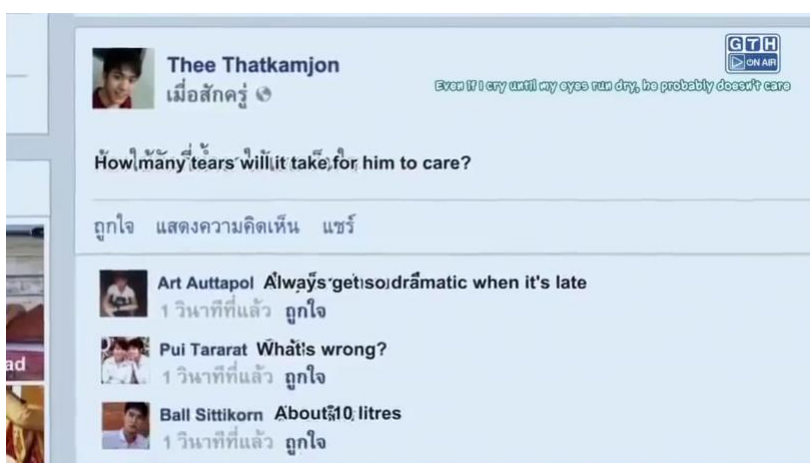 GTH
ON AIR
Thee Thatkamjon
เมื่อสักครู่
Even if I cry until my eyes run dry, he probably doesn't care
How many tears will it take for him to care?
ถูกใจ แสดงความคิดเห็น แชร์
Art Auttapol Always get so dramatic when it's late
1 วินาทีที่แล้ว ถูกใจ
ad
Pui Tararat What's wrong?
1 วินาทีที่แล้ว ถูกใจ
Ball Sittikorn About 10 litres
1 วินาทีที่แล้ว ถูกใจ